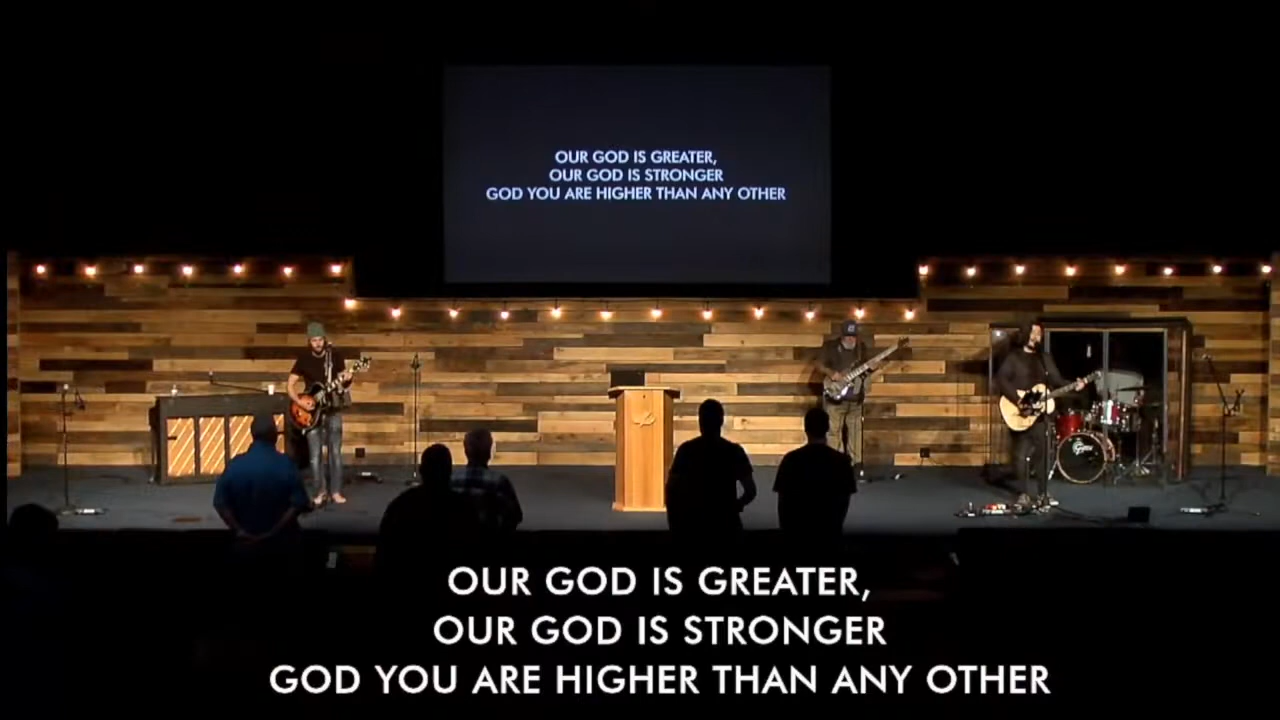 OUR GOD IS GREATER,
OUR GOD IS STRONGER
GOD YOU ARE HIGHER THAN ANY OTHER
OUR GOD IS GREATER,
OUR GOD IS STRONGER
GOD YOU ARE HIGHER THAN ANY OTHER